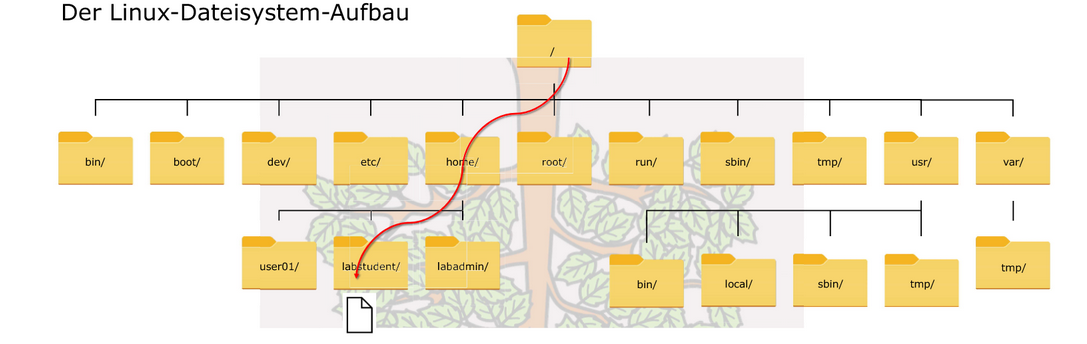 Der Linux-Dateisystem-Aufbau
/
bin/ boot/ dev/ etc/ home/ root/ run/ sbin/ tmp/ usr/ var/
user01/ labstudent/ labadmin/ bin/ local/ sbin/ tmp/ tmp/